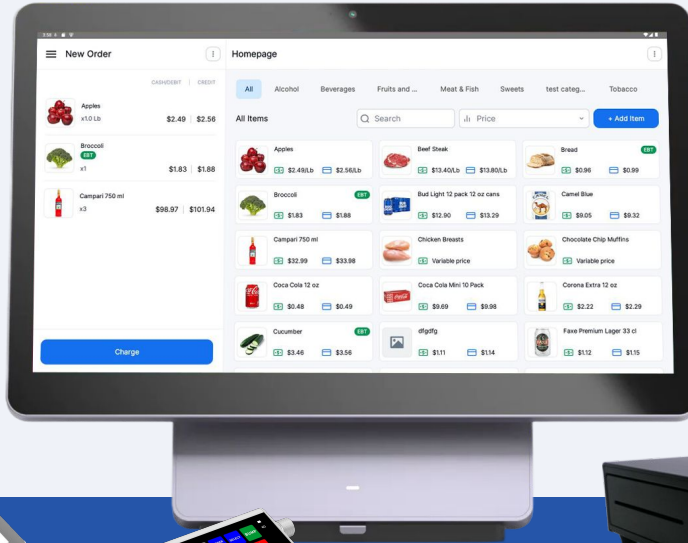 3:56
New Order
Homepage
CASH/DEBIT CREDIT
Apples
x1.0 Lb $2.49 $2.56
Broccoli
EBT
x1 $1.83 $1.88
Campari 750 ml
x3 $98.97 $101.94
Charge
All Alcohol Beverages Fruits and ... Meat & Fish Sweets test categ... Tobacco
All Items Search Price + Add Item
Apples
$2.49/Lb $2.56/Lb
Beef Steak
$13.40/Lb $13.80/Lb
Bread EBT
$0.96 $0.99
Broccoli EBT
$1.83 $1.88
Bud Light 12 pack 12 oz cans
$12.90 $13.29
Camel Blue
$9.05 $9.32
Campari 750 ml
$32.99 $33.98
Chicken Breasts
Variable price
Chocolate Chip Muffins
Variable price
Coca Cola 12 oz
$0.48 $0.49
Coca Cola Mini 10 Pack
$9.69 $9.98
Corona Extra 12 oz
$2.22 $2.29
Cucumber EBT
$3.46 $3.56
dfgdfg
$1.11 $1.14
Faxe Premium Lager 33 cl
$1.12 $1.15